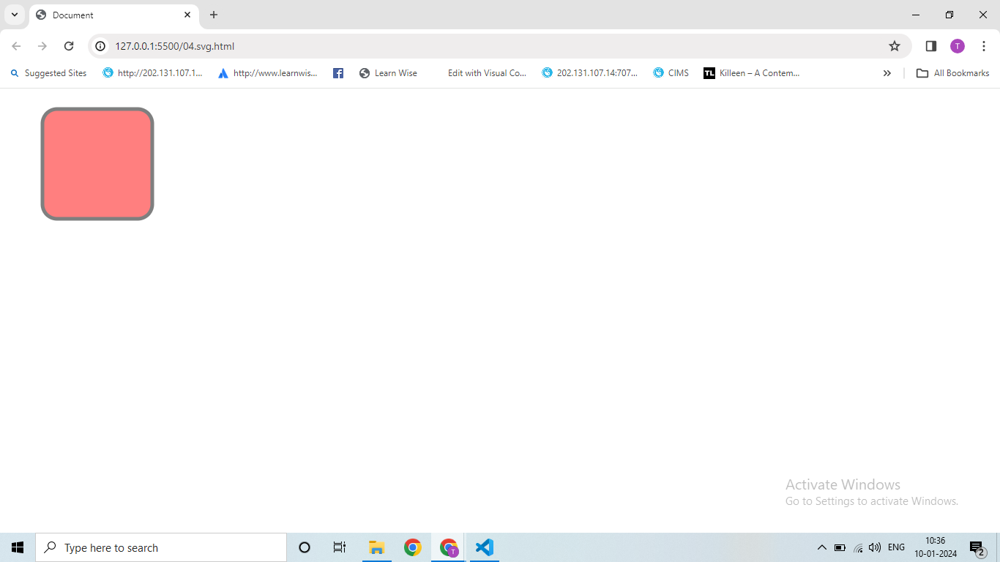 Document
127.0.0.1:5500/04.svg.html
T
Suggested Sites
http://202.131.107.1...
http://www.learnwis...
Learn Wise
Edit with Visual Co...
202.131.107.14:707...
CIMS
TL
Killeen – A Contem...
All Bookmarks
Activate Windows
Go to Settings to activate Windows.
Type here to search
T
ENG
10:36
10-01-2024
2